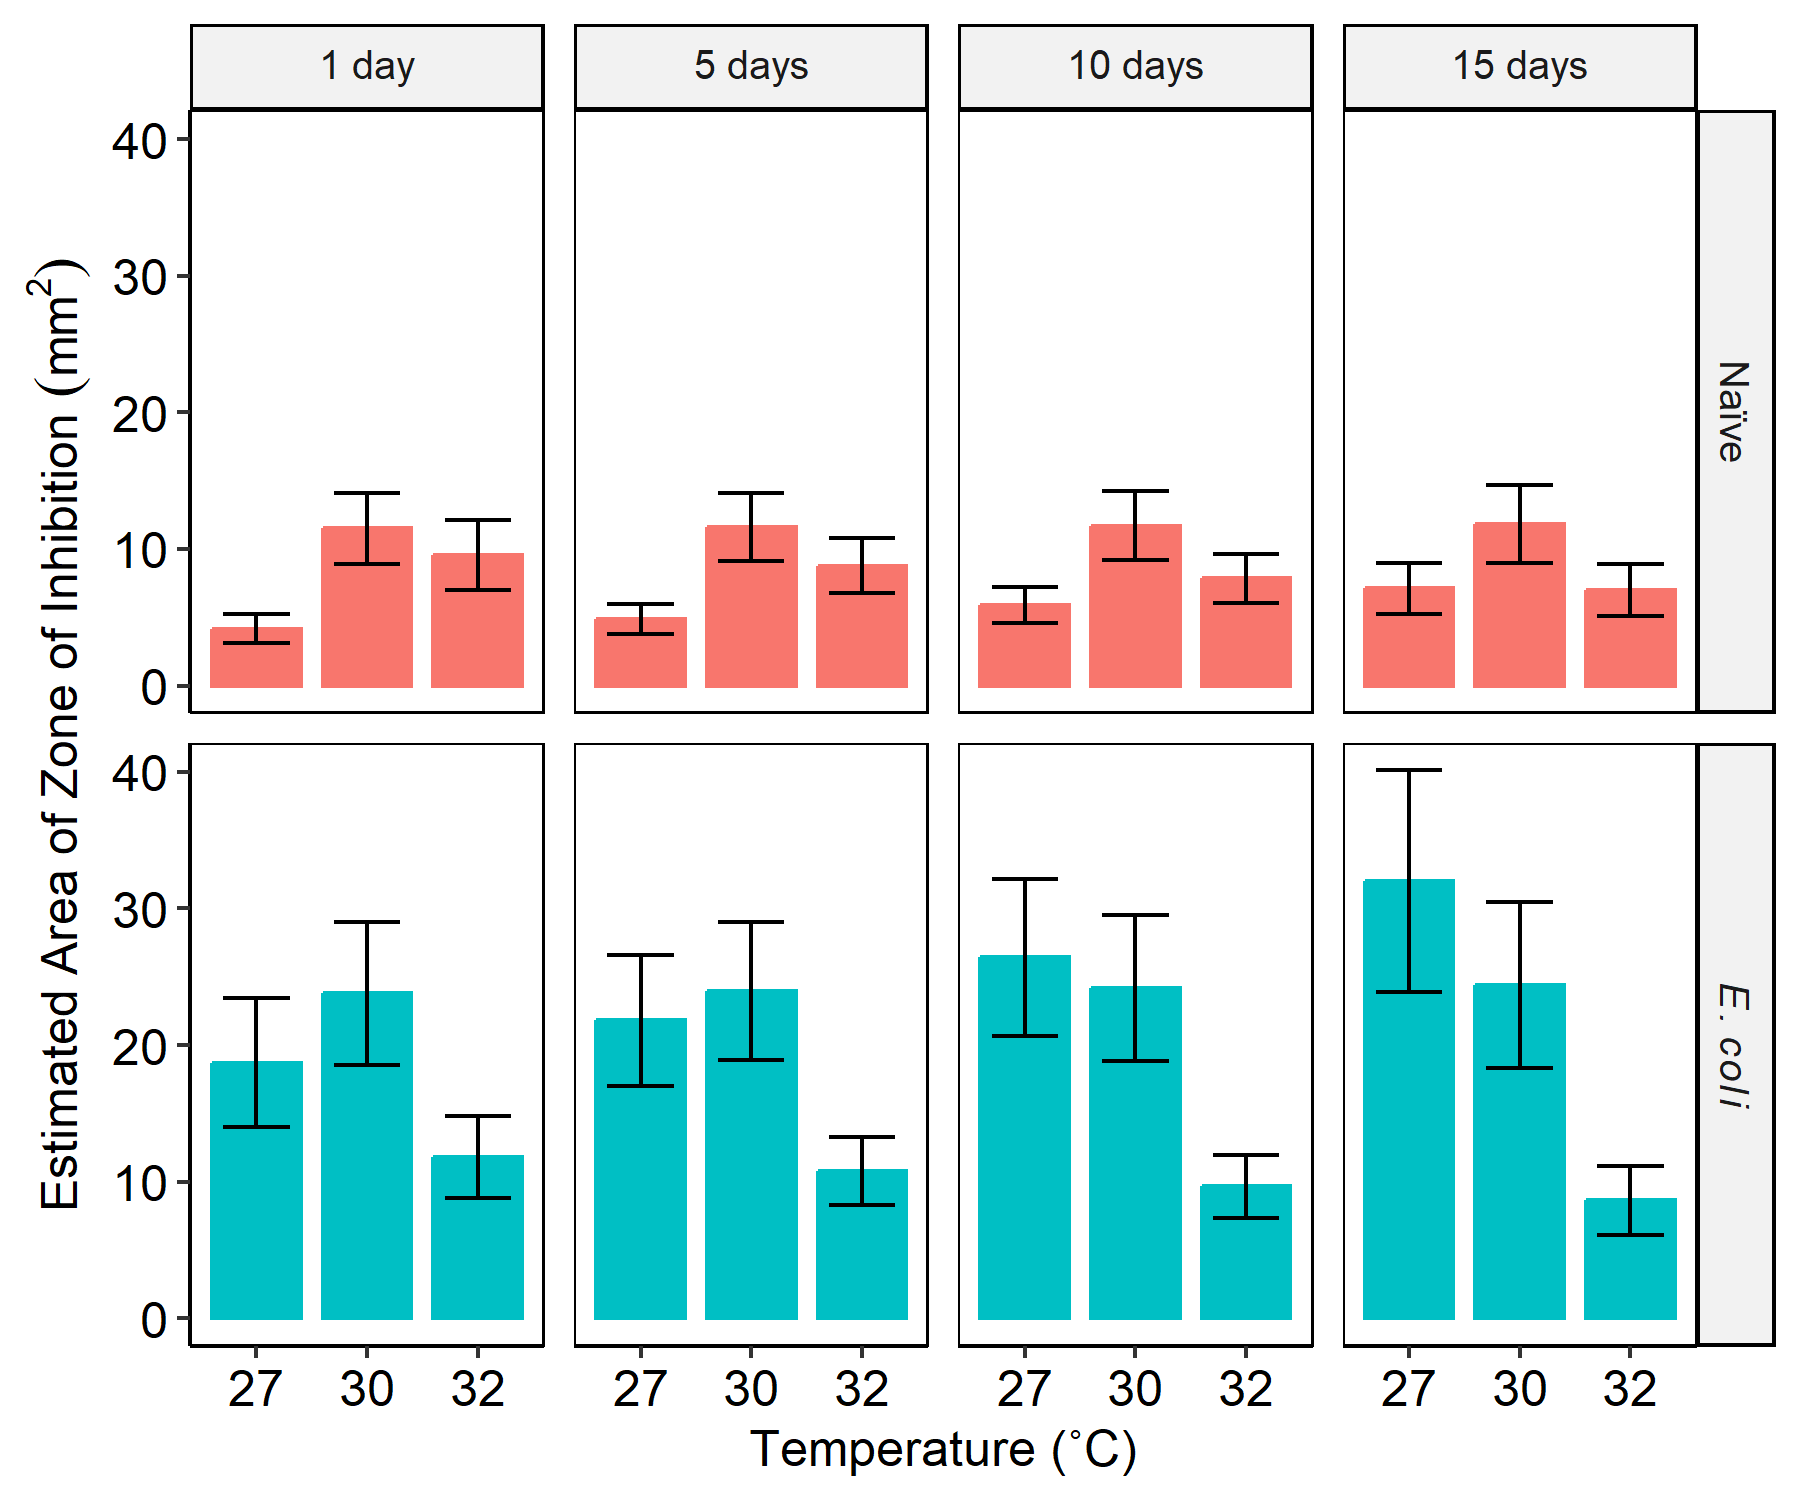 1 day 5 days 10 days 15 days
Estimated Area of Zone of Inhibition (mm²)
40
30
20
10
0
Naïve
40
30
20
10
0
E. coli
27 30 32 27 30 32 27 30 32 27 30 32
Temperature (˚C)